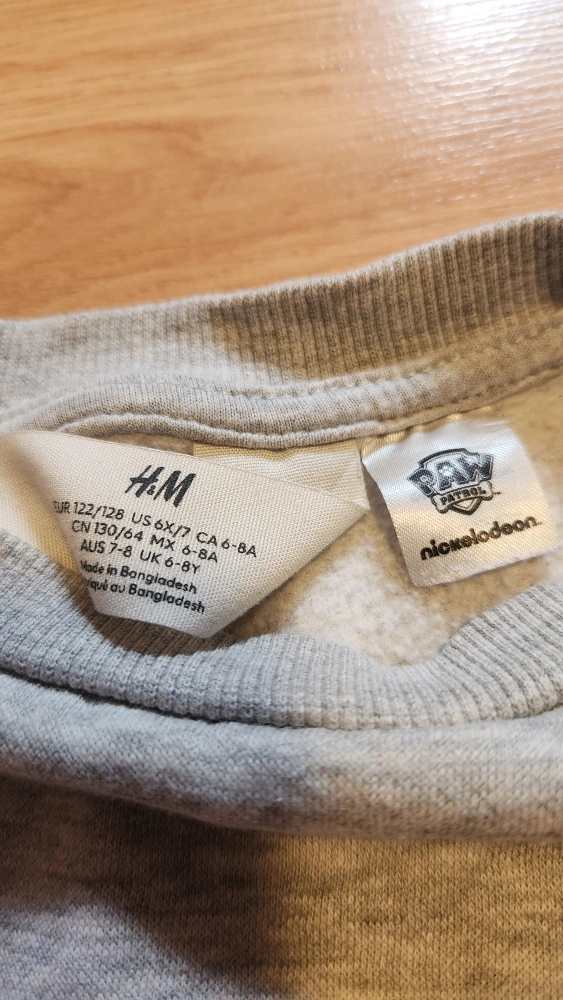 H&M
EUR 122/128 US 6X/7 CA 6-8A
CN 130/64 MX 6-8A
AUS 7-8 UK 6-8Y
Made in Bangladesh
au Bangladesh
PAW
PATROL
nickelodeon